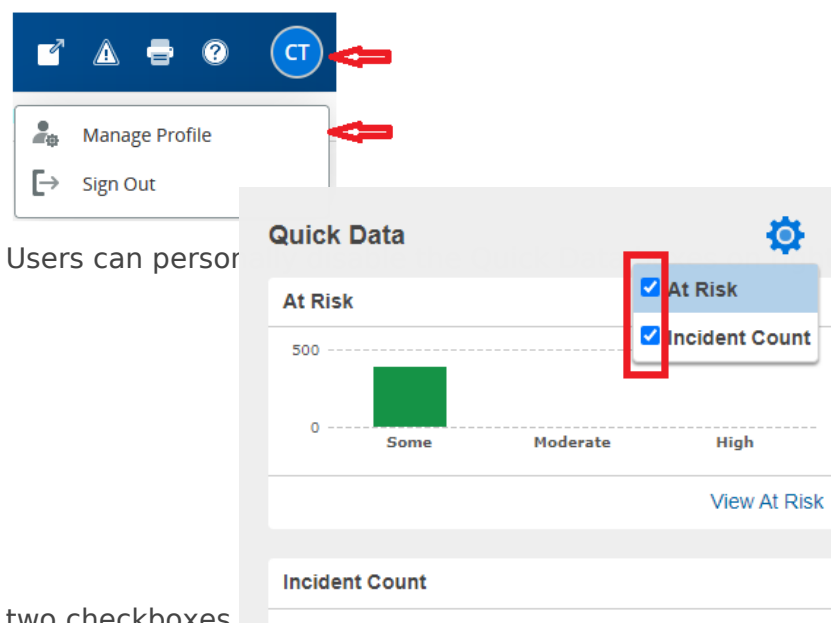 CT
Manage Profile
Sign Out
Users can person
Quick Data
At Risk
Incident Count
At Risk
500
0
Some Moderate High
View At Risk
Incident Count
two checkboxes